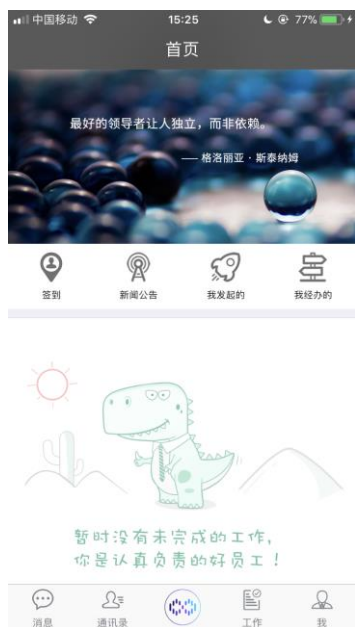 中国移动 15:25 77%
首页
最好的领导者让人独立，而非依赖。
—— 格洛丽亚·斯泰纳姆
签到 新闻公告 我发起的 我经办的
暂时没有未完成的工作，
你是认真负责的好员工！
消息 通讯录 工作 我